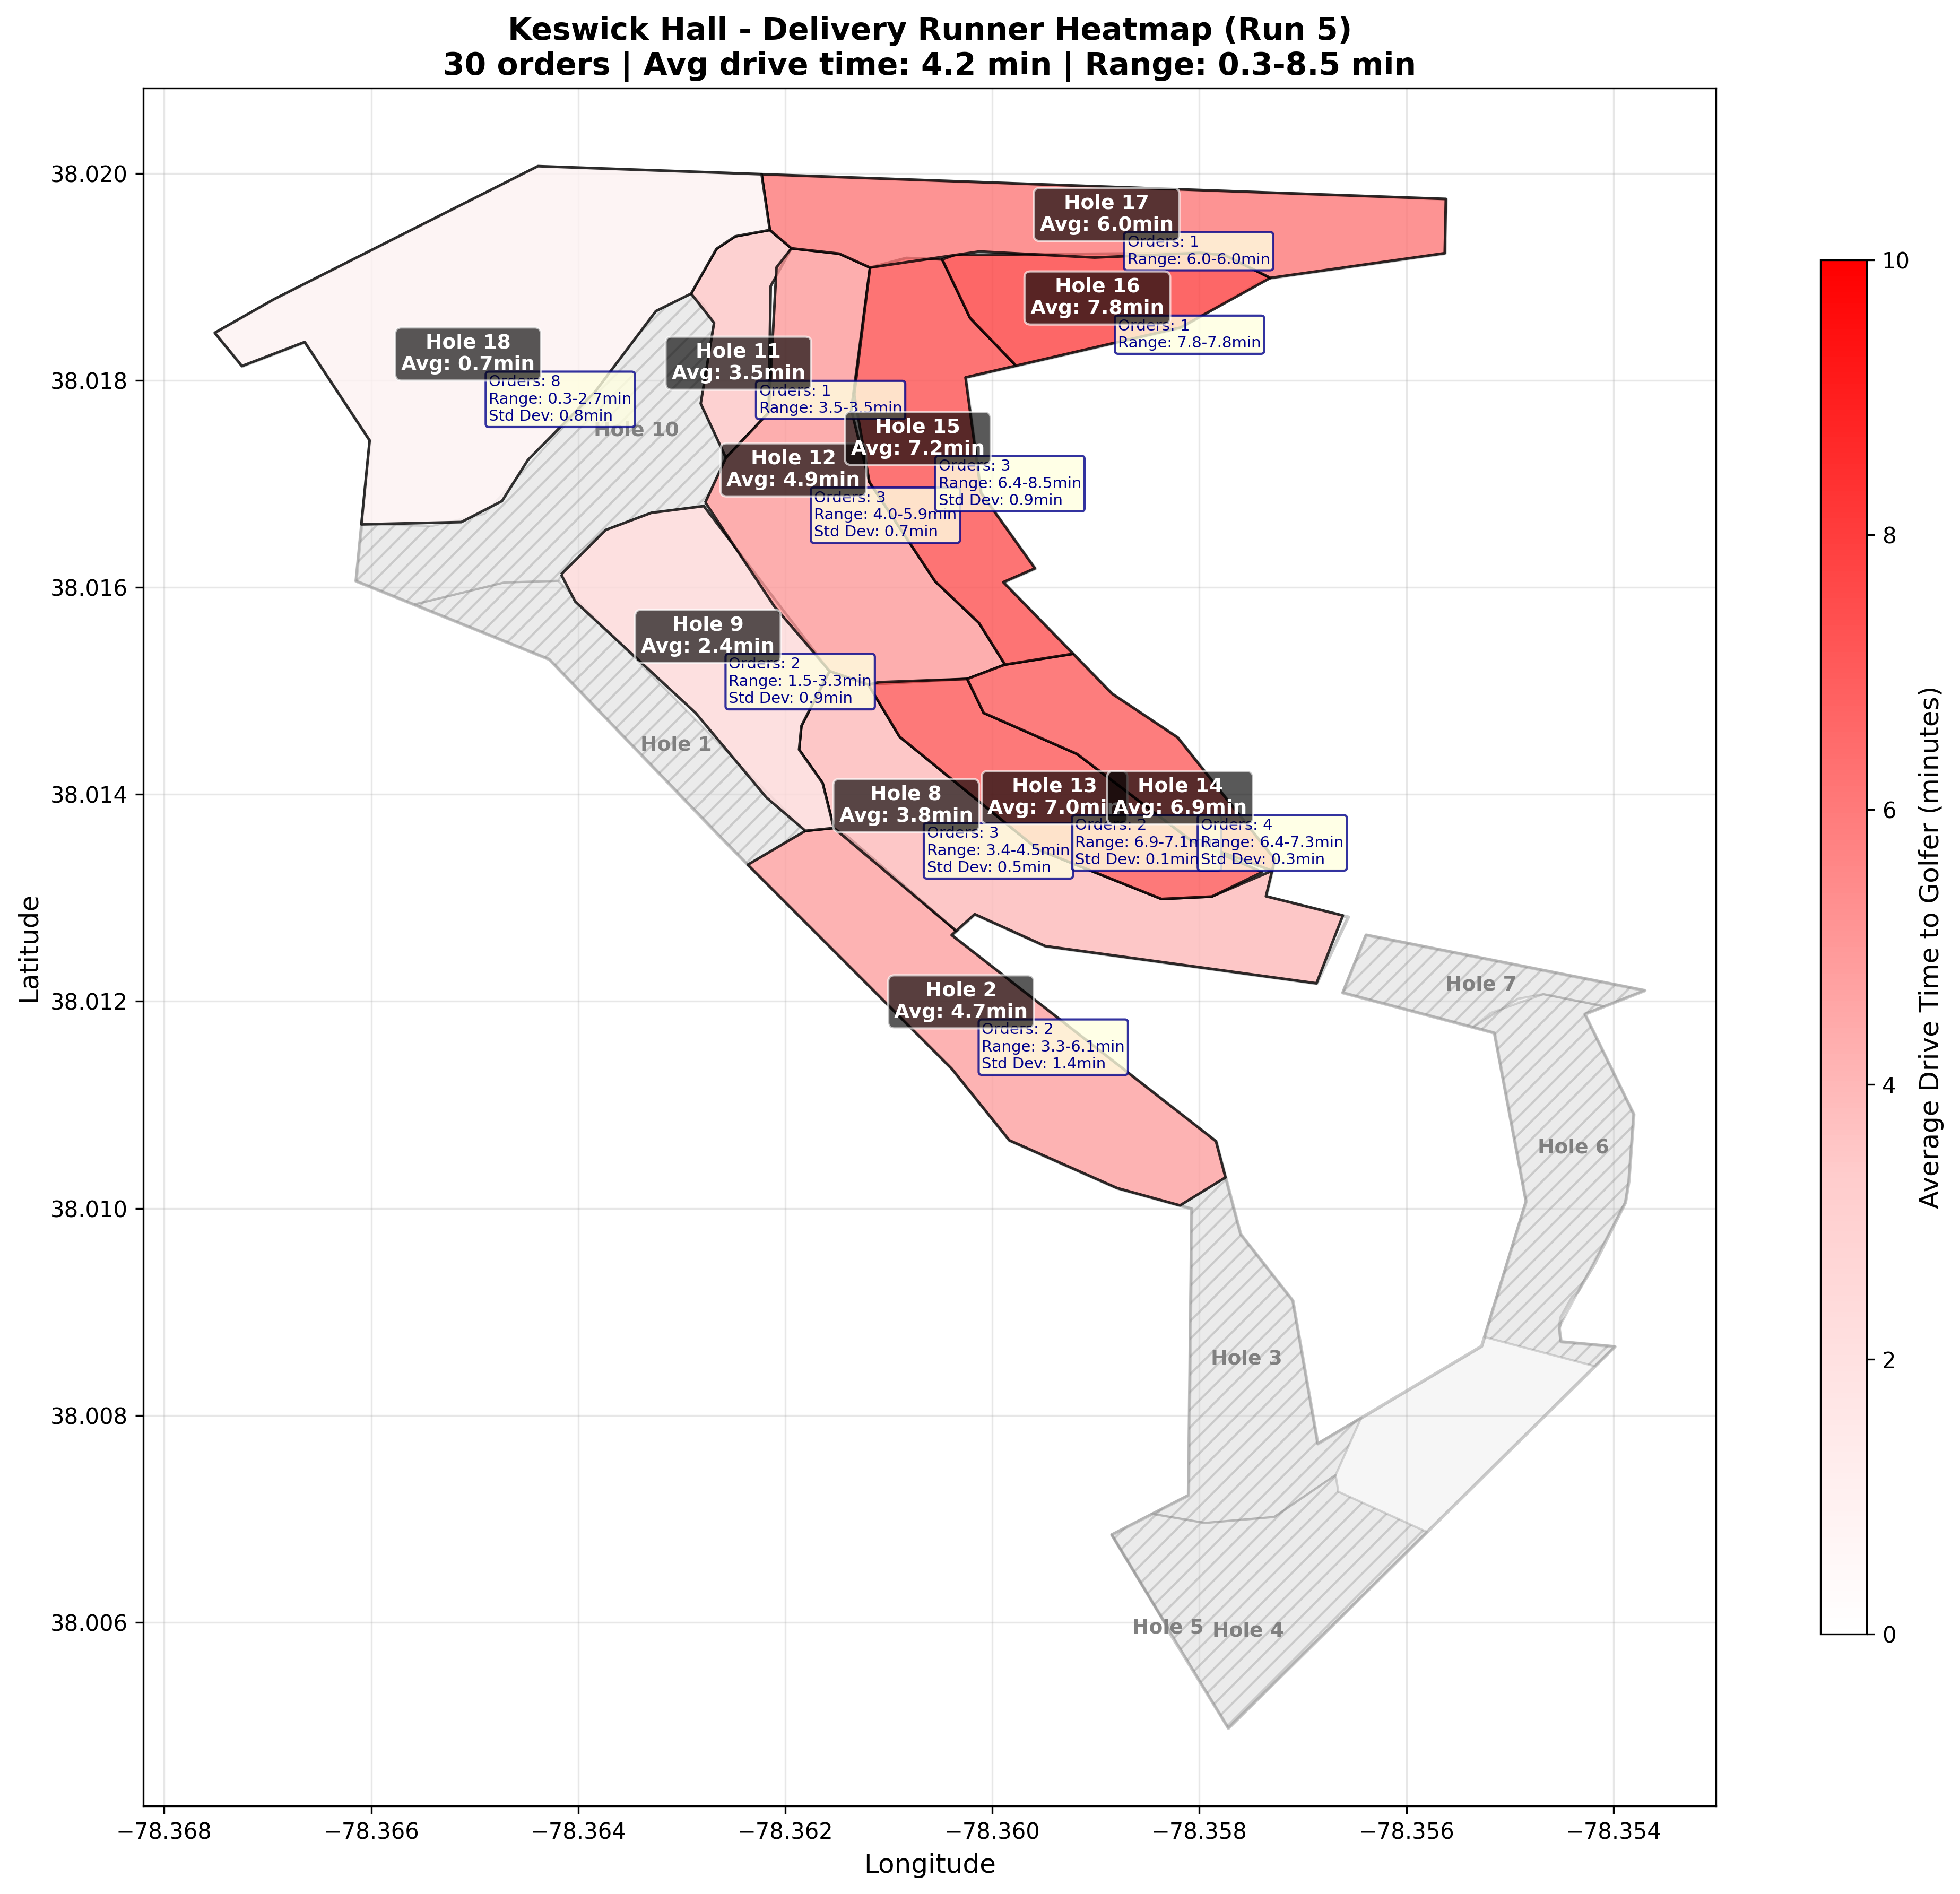 Keswick Hall - Delivery Runner Heatmap (Run 5)
30 orders | Avg drive time: 4.2 min | Range: 0.3-8.5 min
Latitude
38.020
38.018
38.016
38.014
38.012
38.010
38.008
38.006
Hole 17
Avg: 6.0min
Orders: 1
Range: 6.0-6.0min
Hole 16
Avg: 7.8min
Orders: 1
Range: 7.8-7.8min
Hole 18
Avg: 0.7min
Orders: 8
Range: 0.3-2.7min
Std Dev: 0.8min
Hole 10
Hole 11
Avg: 3.5min
Orders: 1
Range: 3.5-3.5min
Hole 15
Avg: 7.2min
Orders: 3
Range: 6.4-8.5min
Std Dev: 0.9min
Hole 12
Avg: 4.9min
Orders: 3
Range: 4.0-5.9min
Std Dev: 0.7min
Hole 9
Avg: 2.4min
Orders: 2
Range: 1.5-3.3min
Std Dev: 0.9min
Hole 1
Hole 8
Avg: 3.8min
Orders: 3
Range: 3.4-4.5min
Std Dev: 0.5min
Hole 13
Avg: 7.0min
Orders: 2
Range: 6.9-7.1min
Std Dev: 0.1min
Hole 14
Avg: 6.9min
Orders: 4
Range: 6.4-7.3min
Std Dev: 0.3min
Hole 2
Avg: 4.7min
Orders: 2
Range: 3.3-6.1min
Std Dev: 1.4min
Hole 7
Hole 6
Hole 3
Hole 5
Hole 4
−78.368
−78.366
−78.364
−78.362
−78.360
−78.358
−78.356
−78.354
Longitude
10
8
6
4
2
0
Average Drive Time to Golfer (minutes)